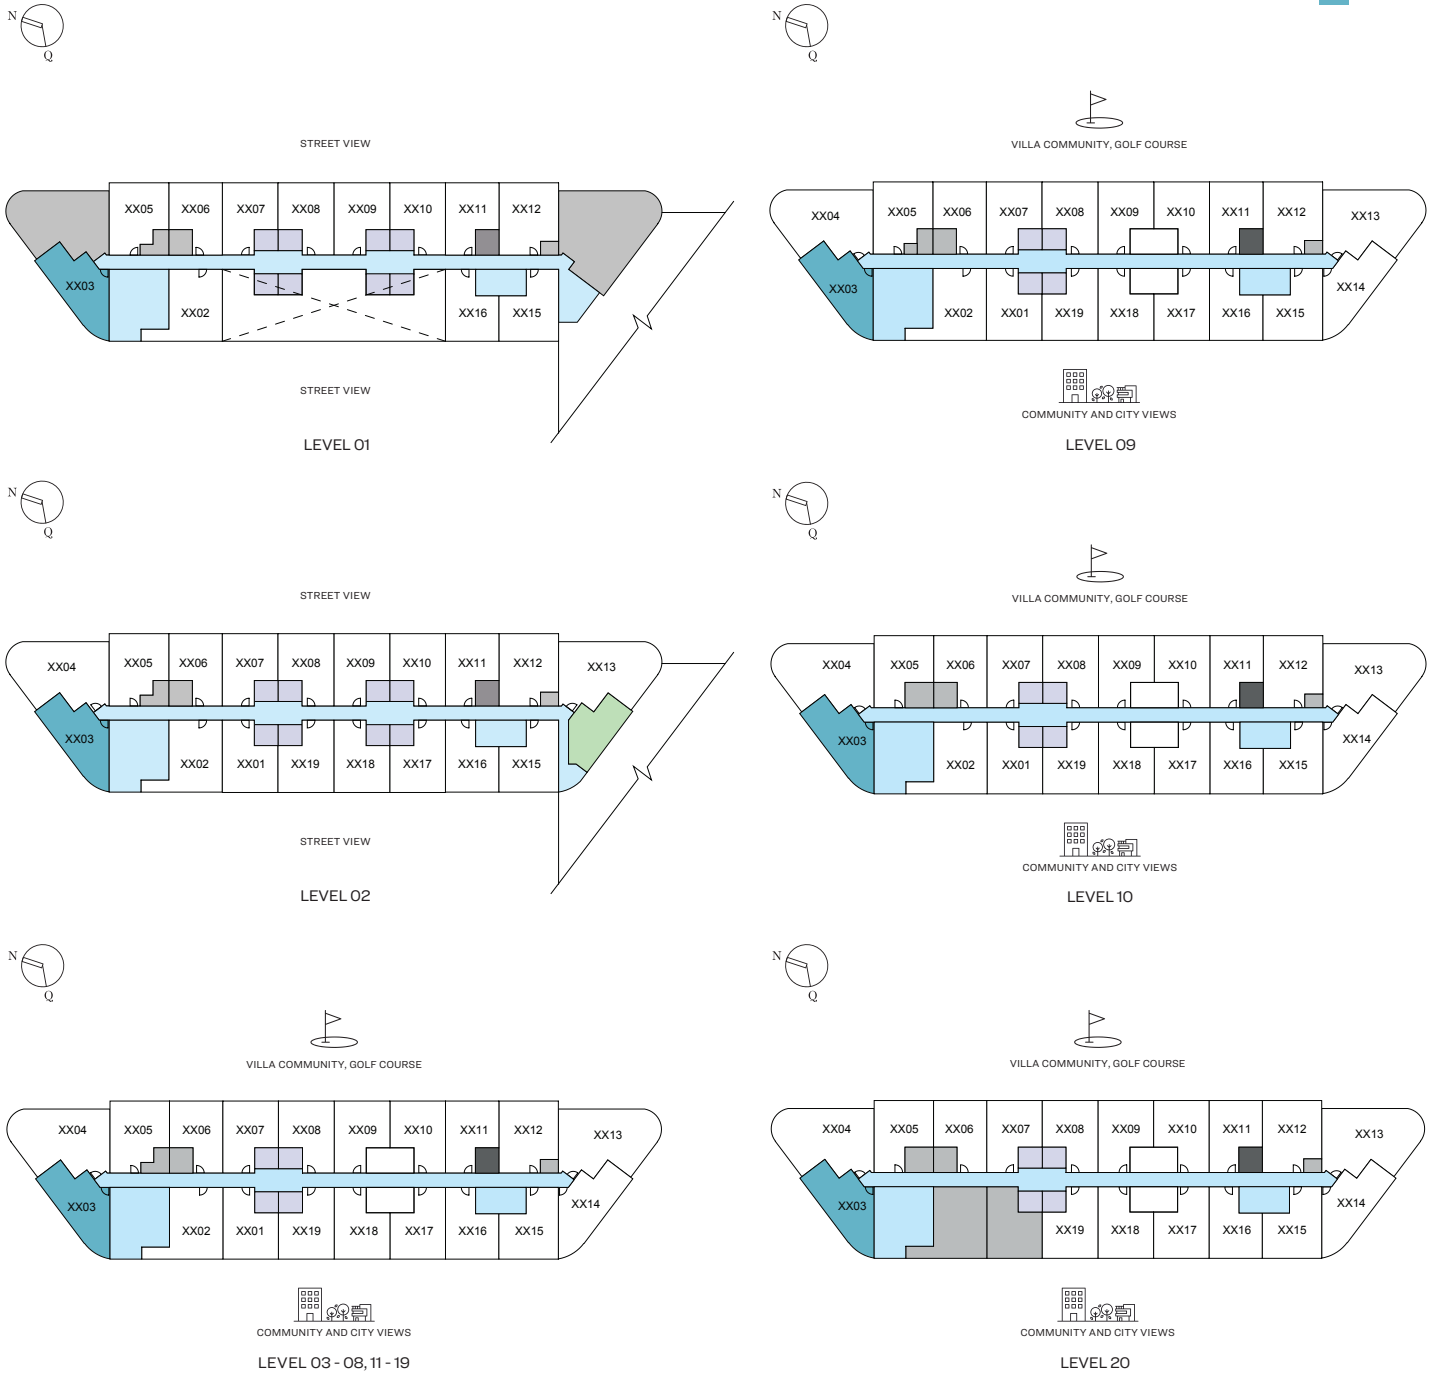 N
Q
STREET VIEW
XX05 XX06 XX07 XX08 XX09 XX10 XX11 XX12
XX03
XX02 XX16 XX15
STREET VIEW
LEVEL 01
N
Q
VILLA COMMUNITY, GOLF COURSE
XX04 XX05 XX06 XX07 XX08 XX09 XX10 XX11 XX12 XX13
XX03 XX14
XX02 XX01 XX19 XX18 XX17 XX16 XX15
COMMUNITY AND CITY VIEWS
LEVEL 09
N
Q
STREET VIEW
XX04 XX05 XX06 XX07 XX08 XX09 XX10 XX11 XX12 XX13
XX03
XX02 XX01 XX19 XX18 XX17 XX16 XX15
STREET VIEW
LEVEL 02
N
Q
VILLA COMMUNITY, GOLF COURSE
XX04 XX05 XX06 XX07 XX08 XX09 XX10 XX11 XX12 XX13
XX03 XX14
XX02 XX01 XX19 XX18 XX17 XX16 XX15
COMMUNITY AND CITY VIEWS
LEVEL 10
N
Q
VILLA COMMUNITY, GOLF COURSE
XX04 XX05 XX06 XX07 XX08 XX09 XX10 XX11 XX12 XX13
XX03 XX14
XX02 XX01 XX19 XX18 XX17 XX16 XX15
COMMUNITY AND CITY VIEWS
LEVEL 03 - 08, 11 - 19
N
Q
VILLA COMMUNITY, GOLF COURSE
XX04 XX05 XX06 XX07 XX08 XX09 XX10 XX11 XX12 XX13
XX03 XX14
XX19 XX18 XX17 XX16 XX15
COMMUNITY AND CITY VIEWS
LEVEL 20